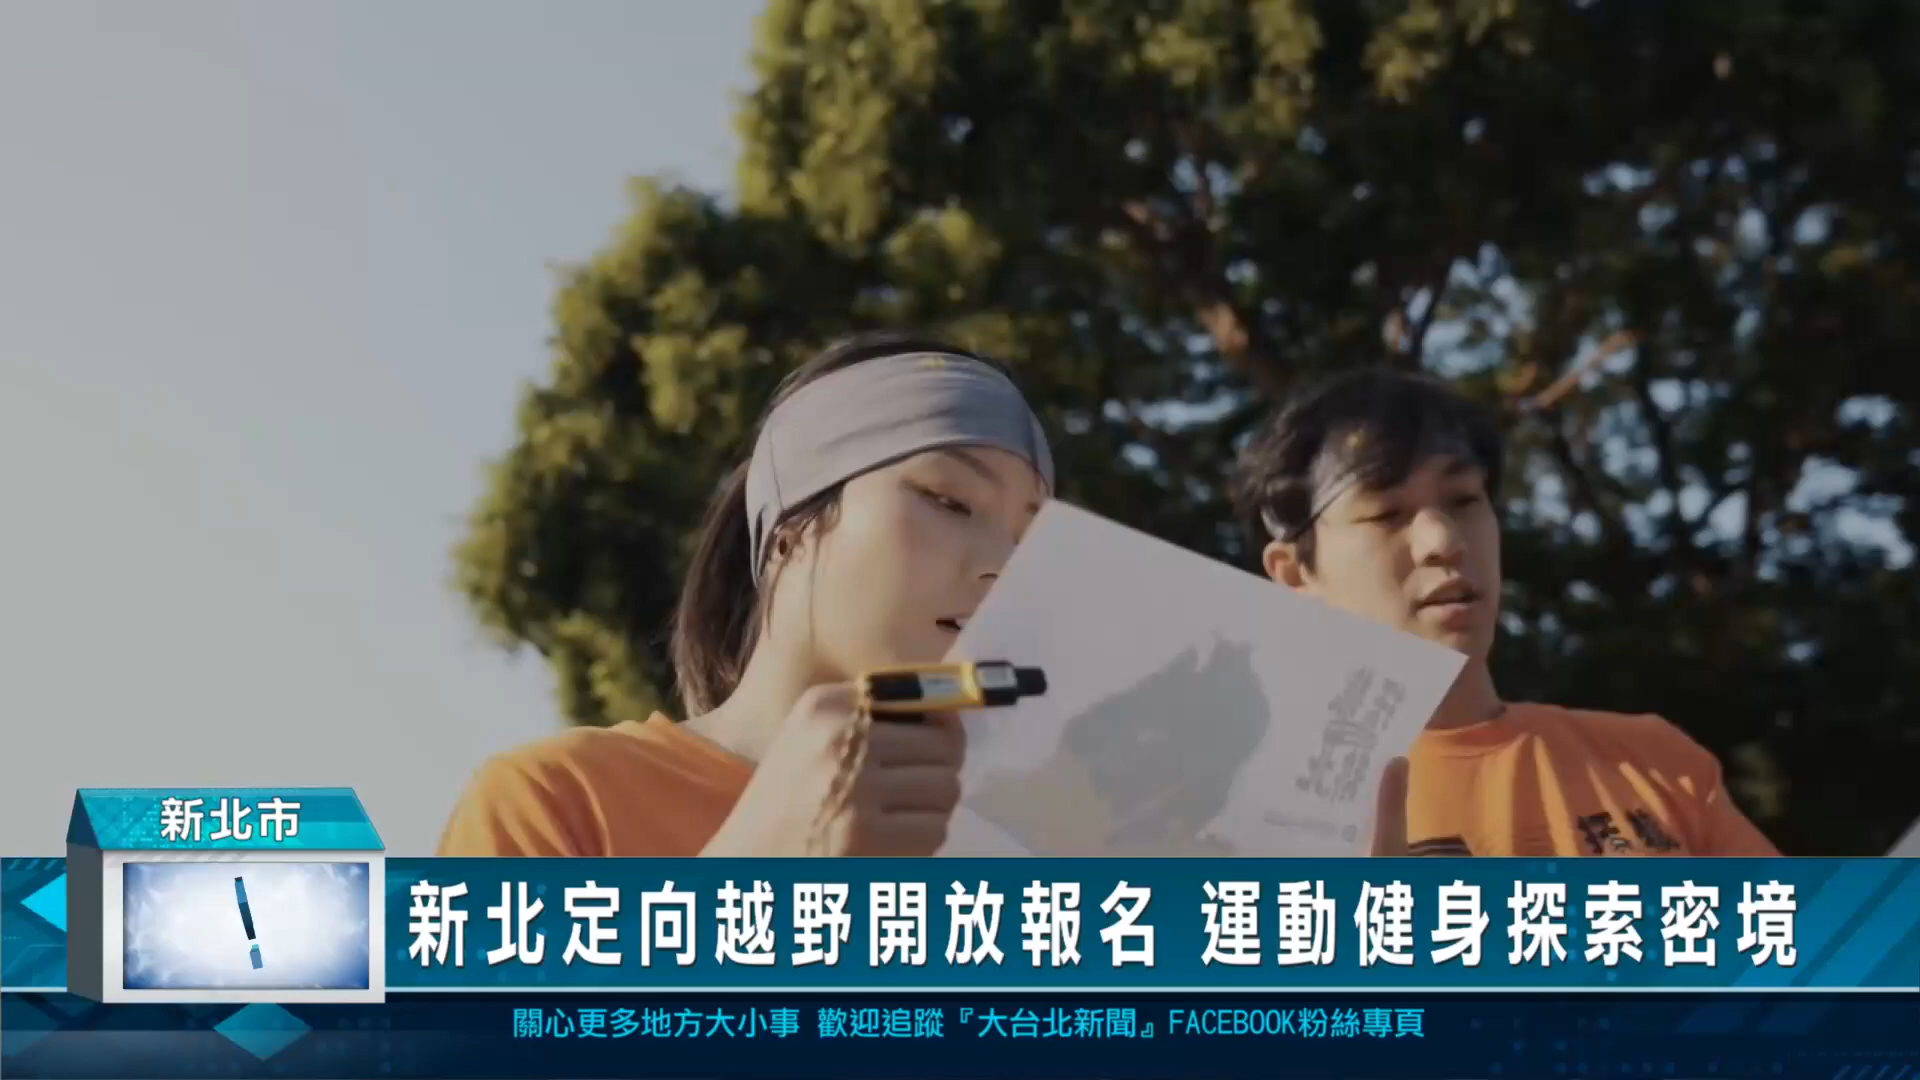 新北市
新北定向越野開放報名 運動健身探索密境
關心更多地方大小事 歡迎追蹤『大台北新聞』FACEBOOK粉絲專頁